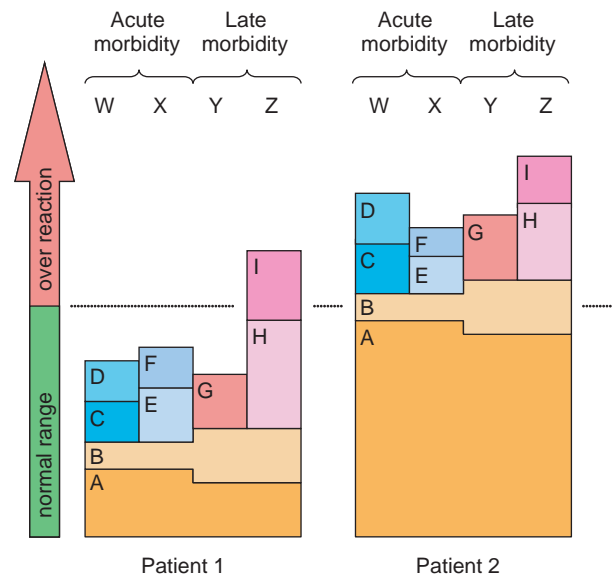 Acute
morbidity
Late
morbidity
Acute
morbidity
Late
morbidity
W X Y Z
W X Y Z
over reaction
normal range
D
C
F
E
G
I
H
B
A
D
C
F
E
G
I
H
B
A
Patient 1
Patient 2